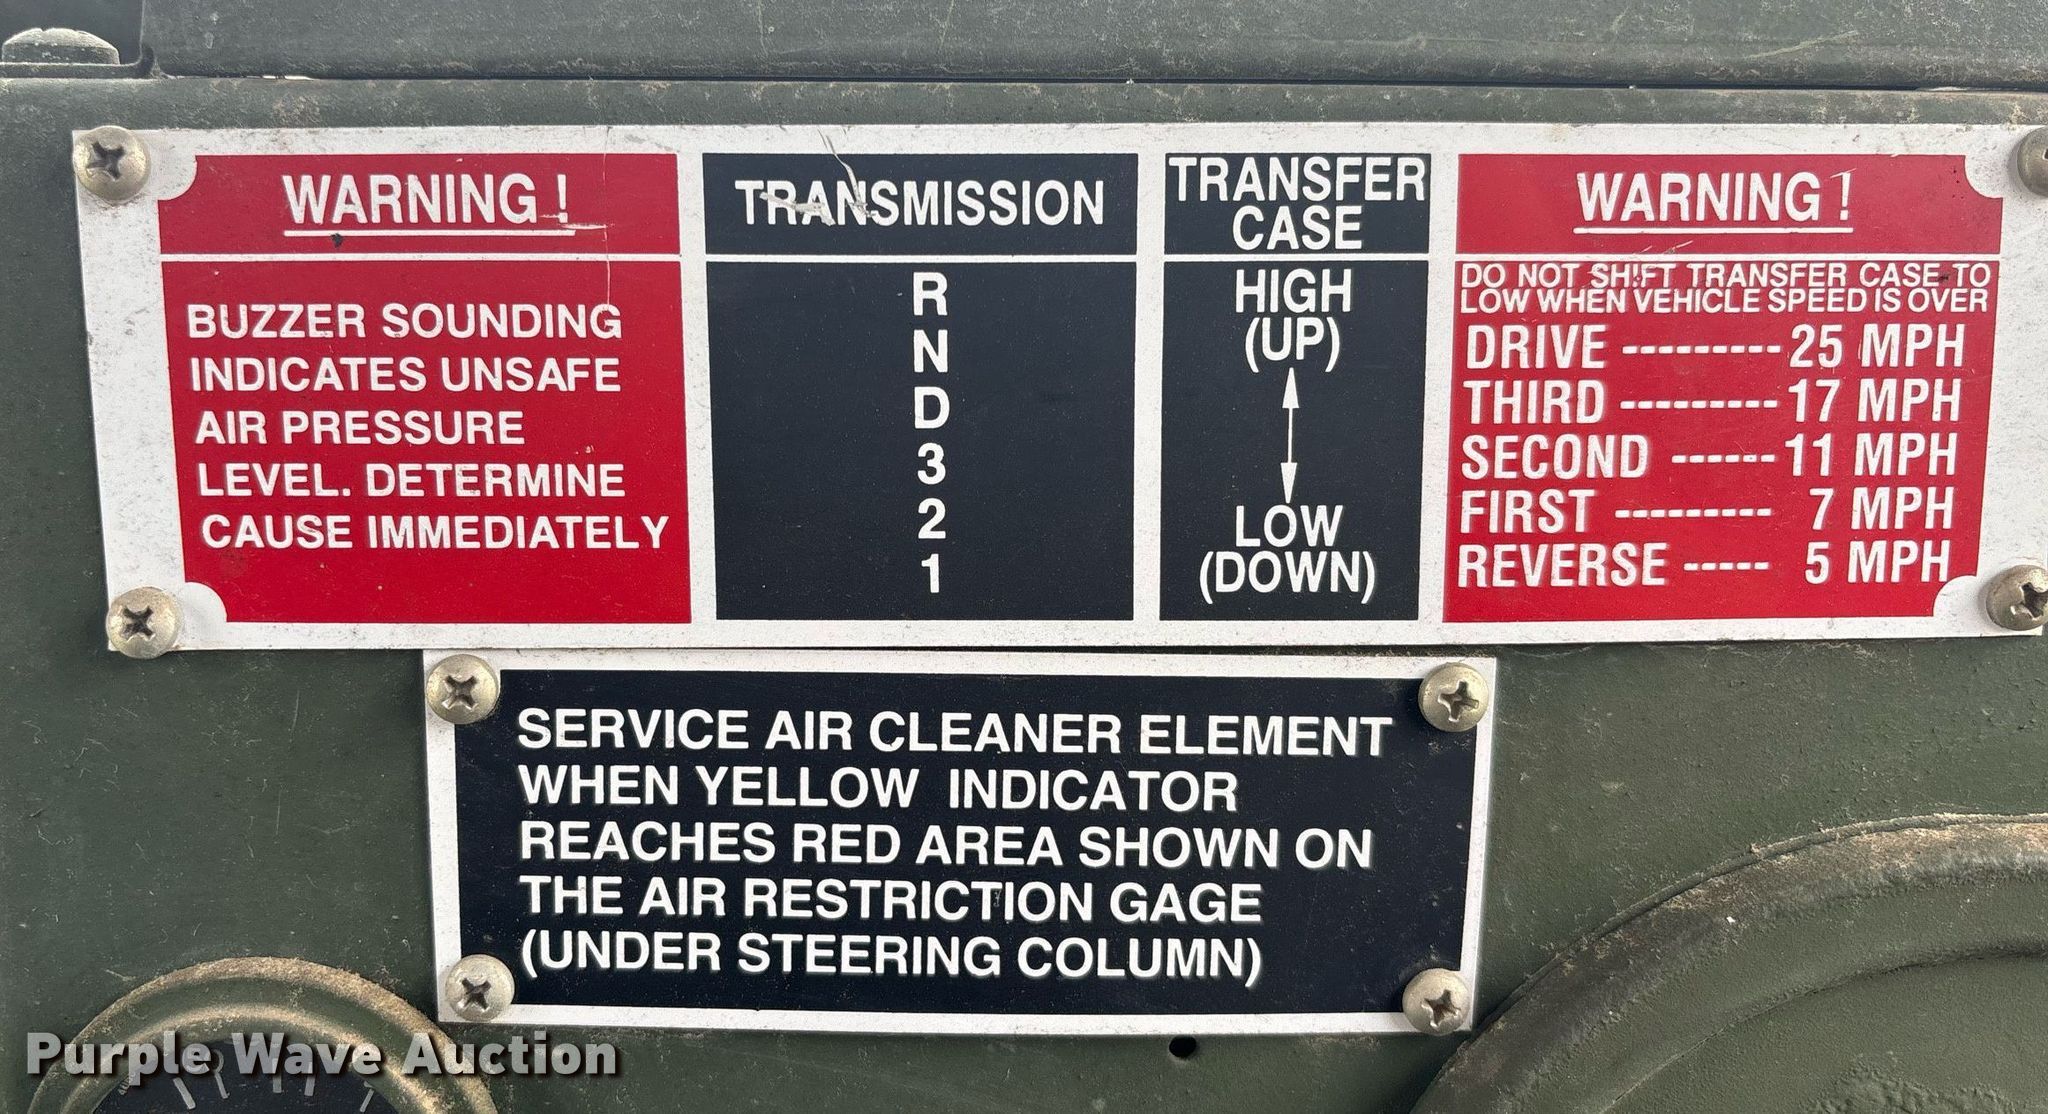 WARNING !
BUZZER SOUNDING
INDICATES UNSAFE
AIR PRESSURE
LEVEL. DETERMINE
CAUSE IMMEDIATELY
TRANSMISSION
R
N
D
3
2
1
TRANSFER
CASE
HIGH
(UP)
LOW
(DOWN)
WARNING !
DO NOT SHIFT TRANSFER CASE TO
LOW WHEN VEHICLE SPEED IS OVER
DRIVE --------- 25 MPH
THIRD --------- 17 MPH
SECOND ------ 11 MPH
FIRST --------- 7 MPH
REVERSE ----- 5 MPH
SERVICE AIR CLEANER ELEMENT
WHEN YELLOW INDICATOR
REACHES RED AREA SHOWN ON
THE AIR RESTRICTION GAGE
(UNDER STEERING COLUMN)
Purple Wave Auction